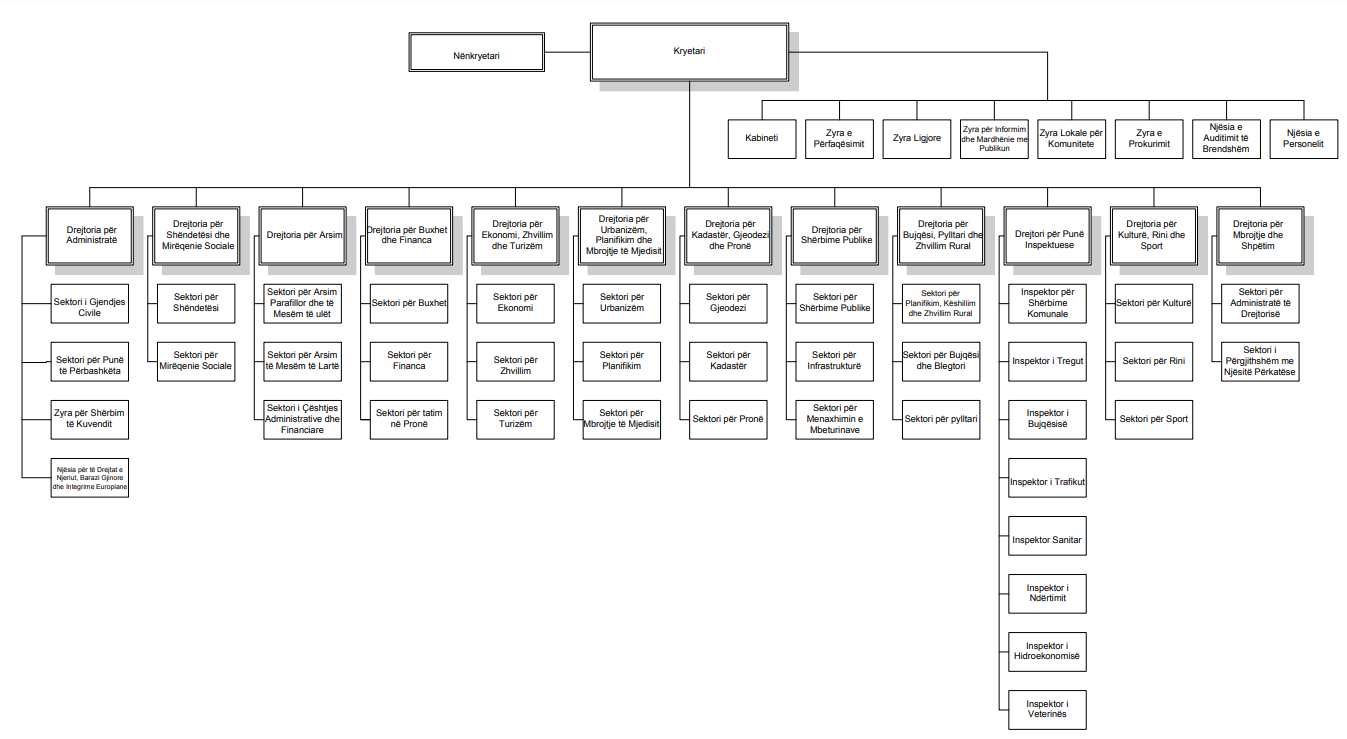 Nënkryetari
Kryetari
Kabineti
Zyra e
Përfaqësimit
Zyra Ligjore
Zyra për Informim
dhe Mardhënie me
Publikun
Zyra Lokale për
Komunitete
Zyra e
Prokurimit
Njësia e
Auditimit të
Brendshëm
Njësia e
Personelit
Drejtoria për
Administratë
Drejtoria për
Shëndetësi dhe
Mirëqenie Sociale
Drejtoria për Arsim
Drejtoria për Buxhet
dhe Financa
Drejtoria për
Ekonomi, Zhvillim
dhe Turizëm
Drejtoria për
Urbanizëm,
Planifikim dhe
Mbrojtje të Mjedisit
Drejtoria për
Kadastër, Gjeodezi
dhe Pronë
Drejtoria për
Shërbime Publike
Drejtoria për
Bujqësi, Pylltari dhe
Zhvillim Rural
Drejtori për Punë
Inspektuese
Drejtoria për
Kulturë, Rini dhe
Sport
Drejtoria për
Mbrojtje dhe
Shpëtim
Sektori i Gjendjes
Civile
Sektori për
Shëndetësi
Sektori për Arsim
Parafillor dhe të
Mesëm të ulët
Sektori për Buxhet
Sektori për
Ekonomi
Sektori për
Urbanizëm
Sektori për
Gjeodezi
Sektori për
Shërbime Publike
Sektori për
Planifikim, Këshillim
dhe Zhvillim Rural
Inspektor për
Shërbime
Komunale
Sektori për Kulturë
Sektori për
Administratë të
Drejtorisë
Sektori për Punë
të Përbashkëta
Sektori për
Mirëqenie Sociale
Sektori për Arsim
të Mesëm të Lartë
Sektori për
Financa
Sektori për
Zhvillim
Sektori për
Planifikim
Sektori për
Kadastër
Sektori për
Infrastrukturë
Sektori për Bujqësi
dhe Blegtori
Inspektor i Tregut
Sektori për Rini
Sektori i
Përgjithshëm me
Njësitë Përkatëse
Zyra për Shërbim
të Kuvendit
Sektori i Çështjes
Administrative dhe
Financiare
Sektori për tatim
në Pronë
Sektori për
Turizëm
Sektori për
Mbrojtje të Mjedisit
Sektori për Pronë
Sektori për
Menaxhimin e
Mbeturinave
Sektori për pylltari
Inspektor i
Bujqësisë
Sektori për Sport
Njësia për të Drejtat e
Njeriut, Barazi Gjinore
dhe Integrime Europiane
Inspektor i Trafikut
Inspektor Sanitar
Inspektor i
Ndërtimit
Inspektor i
Hidroekonomisë
Inspektor i
Veterinës